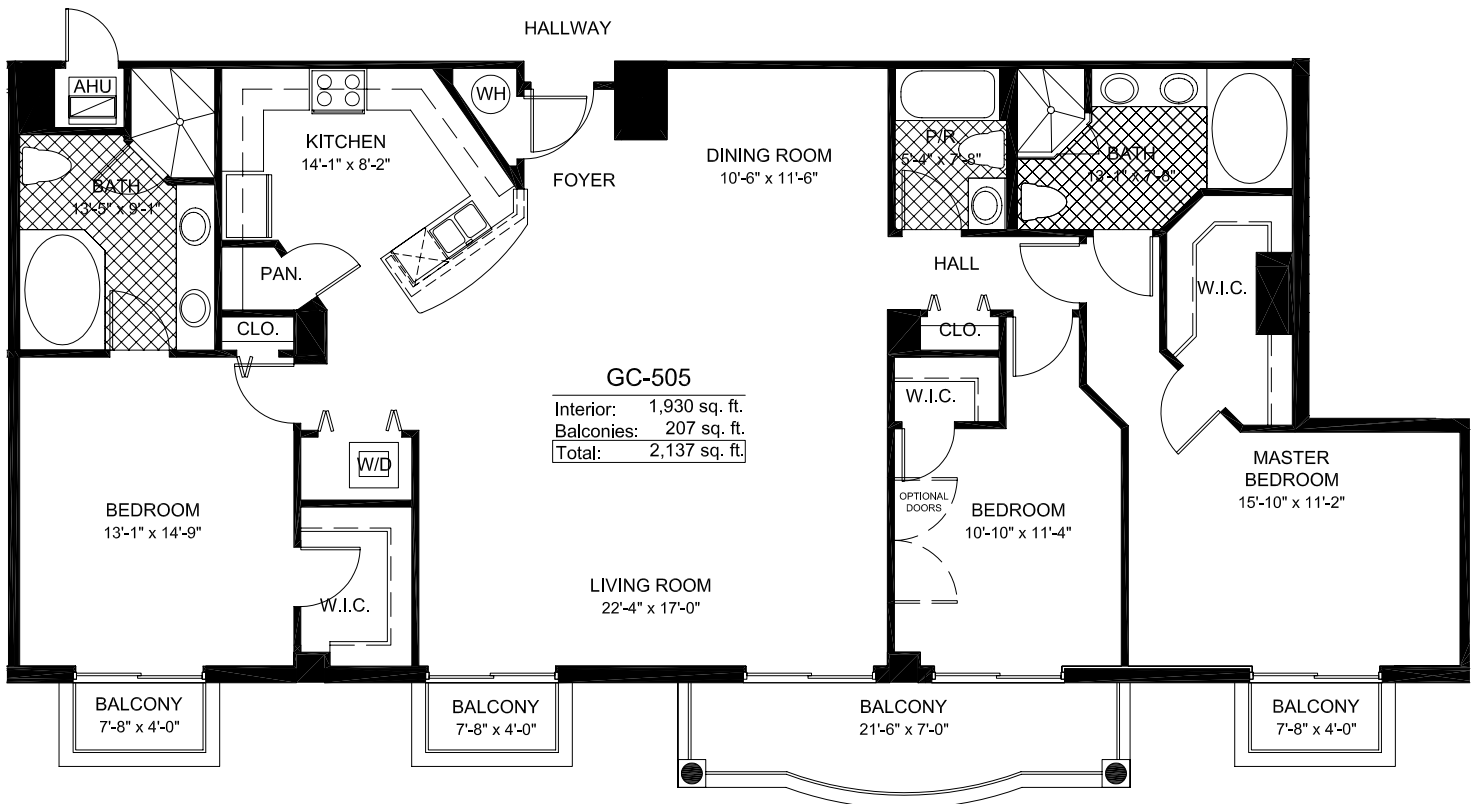 HALLWAY
AHU
WH
KITCHEN
14'-1" x 8'-2"
FOYER
DINING ROOM
10'-6" x 11'-6"
P/R
5'-4" x 7'-8"
BATH
13'-1" x 7'-8"
BATH
13'-5" x 9'-1"
PAN.
HALL
W.I.C.
CLO.
CLO.
GC-505
Interior: 1,930 sq. ft.
Balconies: 207 sq. ft.
Total: 2,137 sq. ft.
W.I.C.
W/D
MASTER
BEDROOM
15'-10" x 11'-2"
OPTIONAL
DOORS
BEDROOM
13'-1" x 14'-9"
BEDROOM
10'-10" x 11'-4"
LIVING ROOM
22'-4" x 17'-0"
W.I.C.
BALCONY
7'-8" x 4'-0"
BALCONY
7'-8" x 4'-0"
BALCONY
21'-6" x 7'-0"
BALCONY
7'-8" x 4'-0"